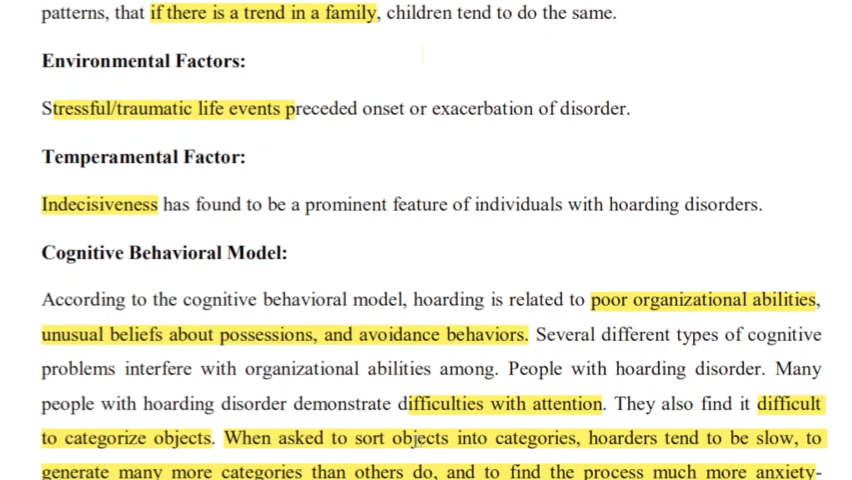 patterns, that if there is a trend in a family, children tend to do the same.
Environmental Factors:
Stressful/traumatic life events preceded onset or exacerbation of disorder.
Temperamental Factor:
Indecisiveness has found to be a prominent feature of individuals with hoarding disorders.
Cognitive Behavioral Model:
According to the cognitive behavioral model, hoarding is related to poor organizational abilities,
unusual beliefs about possessions, and avoidance behaviors. Several different types of cognitive
problems interfere with organizational abilities among. People with hoarding disorder. Many
people with hoarding disorder demonstrate difficulties with attention. They also find it difficult
to categorize objects. When asked to sort objects into categories, hoarders tend to be slow, to
generate many more categories than others do, and to find the process much more anxiety-